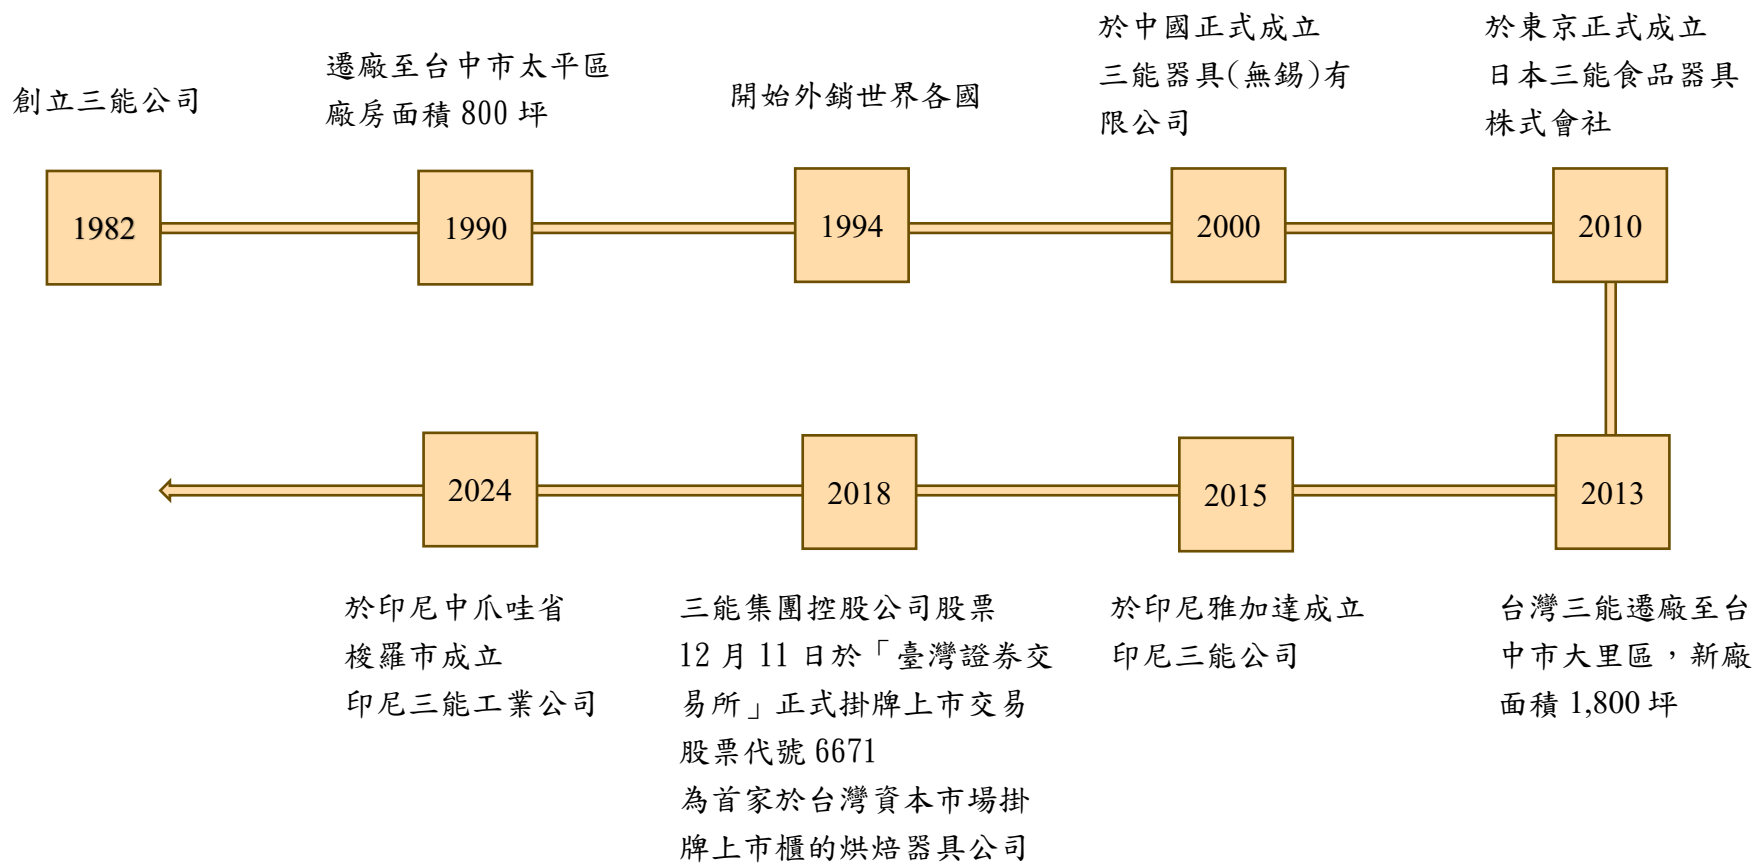 創立三能公司
1982
遷廠至台中市太平區
廠房面積 800 坪
1990
開始外銷世界各國
1994
於中國正式成立
三能器具(無錫)有
限公司
2000
於東京正式成立
日本三能食品器具
株式會社
2010
2013
台灣三能遷廠至台
中市大里區，新廠
面積 1,800 坪
2015
於印尼雅加達成立
印尼三能公司
2018
三能集團控股公司股票
12 月 11 日於「臺灣證券交
易所」正式掛牌上市交易
股票代號 6671
為首家於台灣資本市場掛
牌上市櫃的烘焙器具公司
2024
於印尼中爪哇省
梭羅市成立
印尼三能工業公司